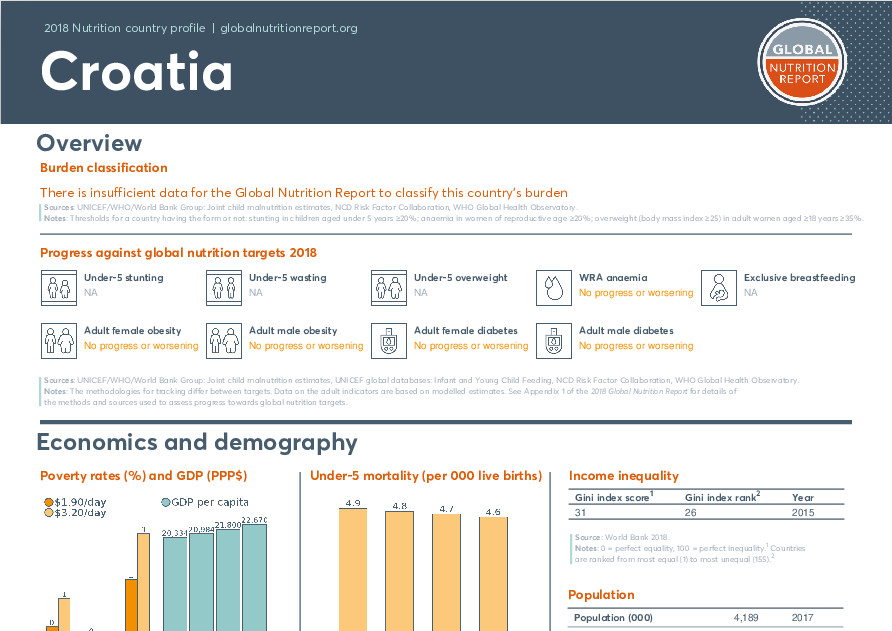 2018 Nutrition country profile | globalnutritionreport.org
Croatia
GLOBAL
NUTRITION
REPORT
Overview
Burden classification
There is insufficient data for the Global Nutrition Report to classify this country's burden
Sources: UNICEF/WHO/World Bank Group: Joint child malnutrition estimates, NCD Risk Factor Collaboration, WHO Global Health Observatory.
Notes: Thresholds for a country having the form or not: stunting in children aged under 5 years ≥20%; anaemia in women of reproductive age ≥20%; overweight (body mass index ≥25) in adult women aged ≥18 years ≥35%.
Progress against global nutrition targets 2018
Under-5 stunting
NA
Under-5 wasting
NA
Under-5 overweight
NA
WRA anaemia
No progress or worsening
Exclusive breastfeeding
NA
Adult female obesity
No progress or worsening
Adult male obesity
No progress or worsening
Adult female diabetes
No progress or worsening
Adult male diabetes
No progress or worsening
Sources: UNICEF/WHO/World Bank Group: Joint child malnutrition estimates, UNICEF global databases: Infant and Young Child Feeding, NCD Risk Factor Collaboration, WHO Global Health Observatory.
Notes: The methodologies for tracking differ between targets. Data on the adult indicators are based on modelled estimates. See Appendix 1 of the 2018 Global Nutrition Report for details of
the methods and sources used to assess progress towards global nutrition targets.
Economics and demography
Poverty rates (%) and GDP (PPP$)
$1.90/day
$3.20/day
GDP per capita
0
1
1
20,334
20,984
21,800
22,670
Under-5 mortality (per 000 live births)
4.9
4.8
4.7
4.6
Income inequality
Gini index score¹ Gini index rank² Year
31 26 2015
Source: World Bank 2018.
Notes: 0 = perfect equality, 100 = perfect inequality.¹ Countries
are ranked from most equal (1) to most unequal (155).²
Population
Population (000) 4,189 2017